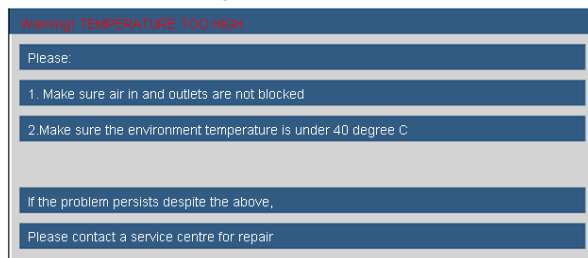 Warning! TEMPERATURE TOO HIGH
Please:
1. Make sure air in and outlets are not blocked
2.Make sure the environment temperature is under 40 degree C
If the problem persists despite the above,
Please contact a service centre for repair